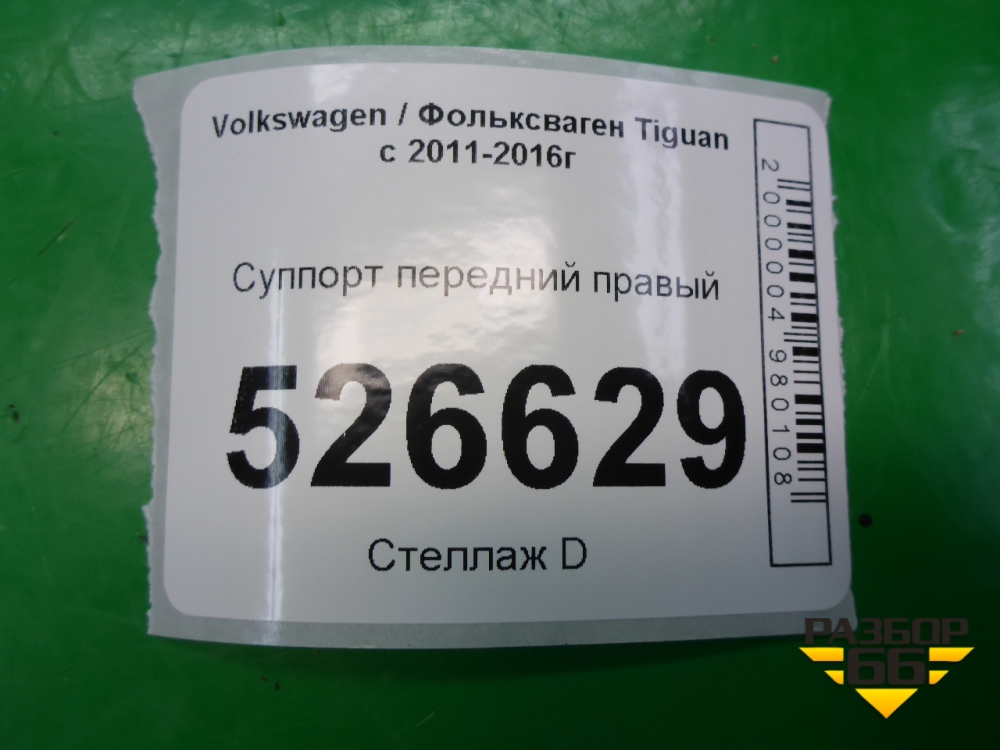 Volkswagen / Фольксваген Tiguan
с 2011-2016г
Суппорт передний правый
526629
Стеллаж D
2000004980108
РАЗБОР
66